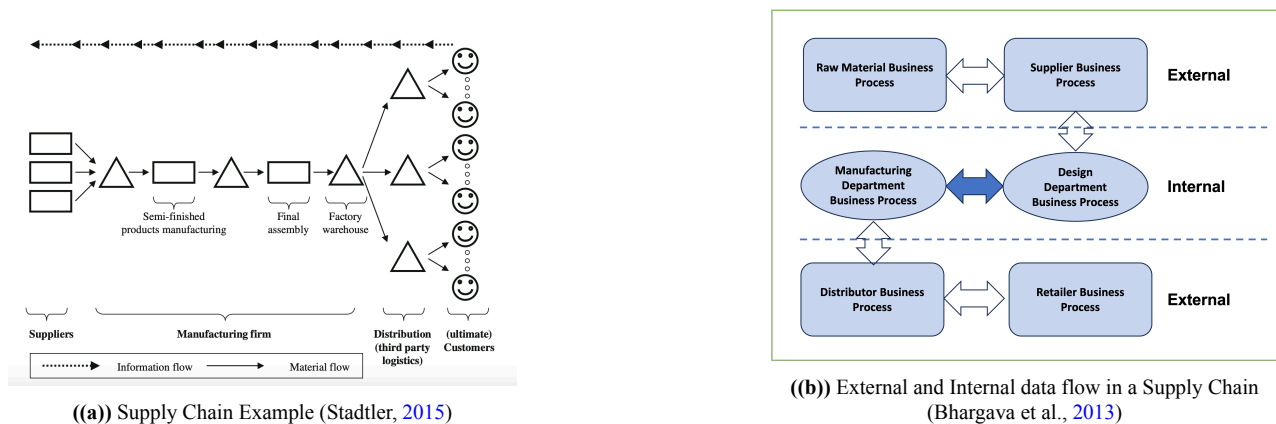 Semi-finished
products manufacturing
Final
assembly
Factory
warehouse
Suppliers
Manufacturing firm
Distribution
(third party
logistics)
(ultimate)
Customers
Information flow
Material flow
((a)) Supply Chain Example (Stadtler, 2015)
Raw Material Business
Process
Supplier Business
Process
External
Manufacturing
Department
Business Process
Design
Department
Business Process
Internal
Distributor Business
Process
Retailer Business
Process
External
((b)) External and Internal data flow in a Supply Chain
(Bhargava et al., 2013)